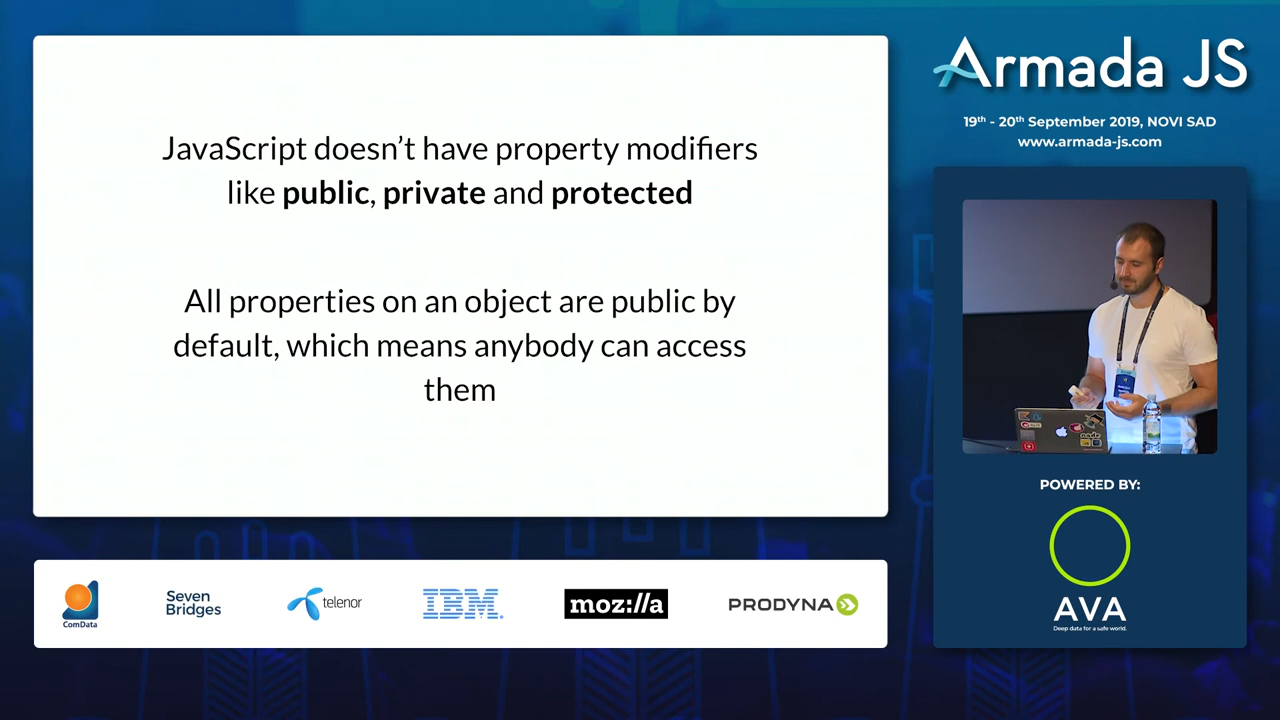 JavaScript doesn't have property modifiers
like public, private and protected
All properties on an object are public by
default, which means anybody can access
them
Armada JS
19th - 20th September 2019, NOVI SAD
www.armada-js.com
node
POWERED BY:
AVA
Deep data for a safe world.
ComData
Seven
Bridges
telenor
IBM
moz://a
PRODYNA